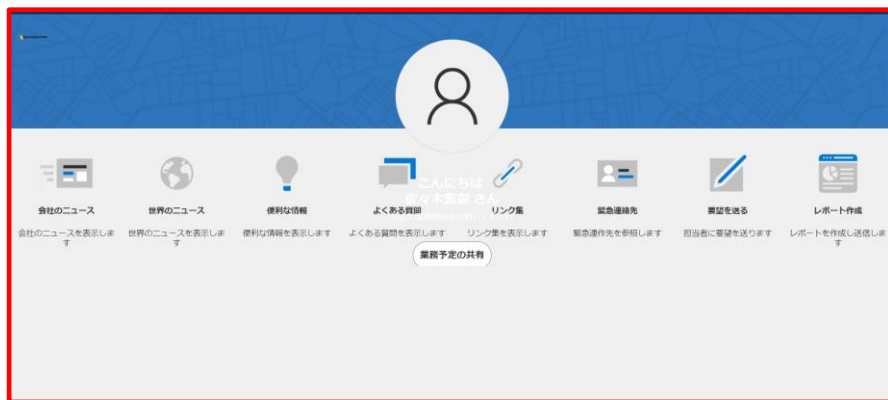 こんにちは
会社のニュース
世界のニュース
便利な情報
よくある質問
リンク集
緊急連絡先
要望を送る
レポート作成
会社のニュースを表示しま
す
世界のニュースを表示しま
す
便利な情報を表示します
よくある質問を表示します
リンク集を表示します
緊急連作先を参照します
担当者に要望を送ります
レポートを作成し送信しま
す
業務予定の共有